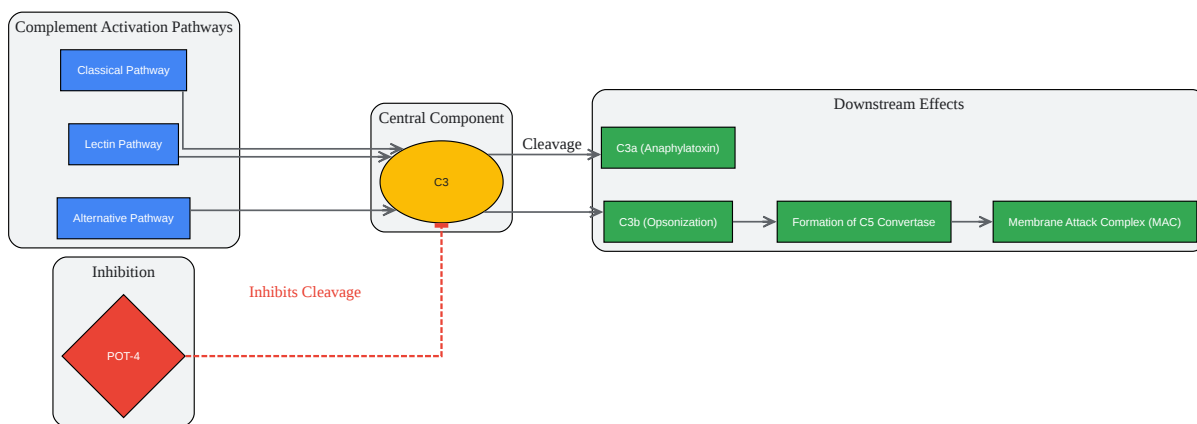 Complement Activation Pathways
Classical Pathway
Lectin Pathway
Alternative Pathway
Central Component
C3
Cleavage
Downstream Effects
C3a (Anaphylatoxin)
C3b (Opsonization)
Formation of C5 Convertase
Membrane Attack Complex (MAC)
Inhibition
POT-4
Inhibits Cleavage